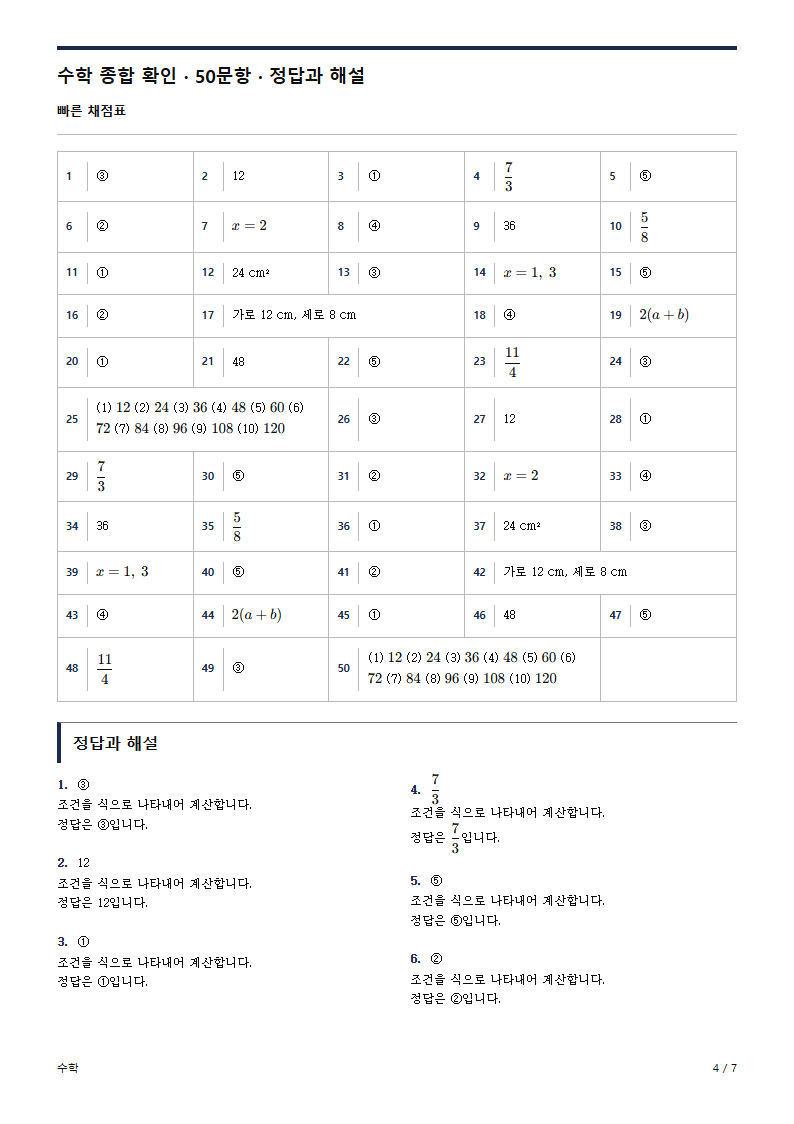 수학 종합 확인 · 50문항 · 정답과 해설
빠른 채점표
1 ③ 2 12 3 ① 4 7/3 5 ⑤
6 ② 7 x = 2 8 ④ 9 36 10 5/8
11 ① 12 24 cm² 13 ③ 14 x = 1, 3 15 ⑤
16 ② 17 가로 12 cm, 세로 8 cm 18 ④ 19 2(a + b)
20 ① 21 48 22 ⑤ 23 11/4 24 ③
25 (1) 12 (2) 24 (3) 36 (4) 48 (5) 60 (6)
72 (7) 84 (8) 96 (9) 108 (10) 120 26 ③ 27 12 28 ①
29 7/3 30 ⑤ 31 ② 32 x = 2 33 ④
34 36 35 5/8 36 ① 37 24 cm² 38 ③
39 x = 1, 3 40 ⑤ 41 ② 42 가로 12 cm, 세로 8 cm
43 ④ 44 2(a + b) 45 ① 46 48 47 ⑤
48 11/4 49 ③ 50 (1) 12 (2) 24 (3) 36 (4) 48 (5) 60 (6)
72 (7) 84 (8) 96 (9) 108 (10) 120
정답과 해설
1. ③
조건을 식으로 나타내어 계산합니다.
정답은 ③입니다.
2. 12
조건을 식으로 나타내어 계산합니다.
정답은 12입니다.
3. ①
조건을 식으로 나타내어 계산합니다.
정답은 ①입니다.
4. 7/3
조건을 식으로 나타내어 계산합니다.
정답은 7/3입니다.
5. ⑤
조건을 식으로 나타내어 계산합니다.
정답은 ⑤입니다.
6. ②
조건을 식으로 나타내어 계산합니다.
정답은 ②입니다.
수학
4 / 7